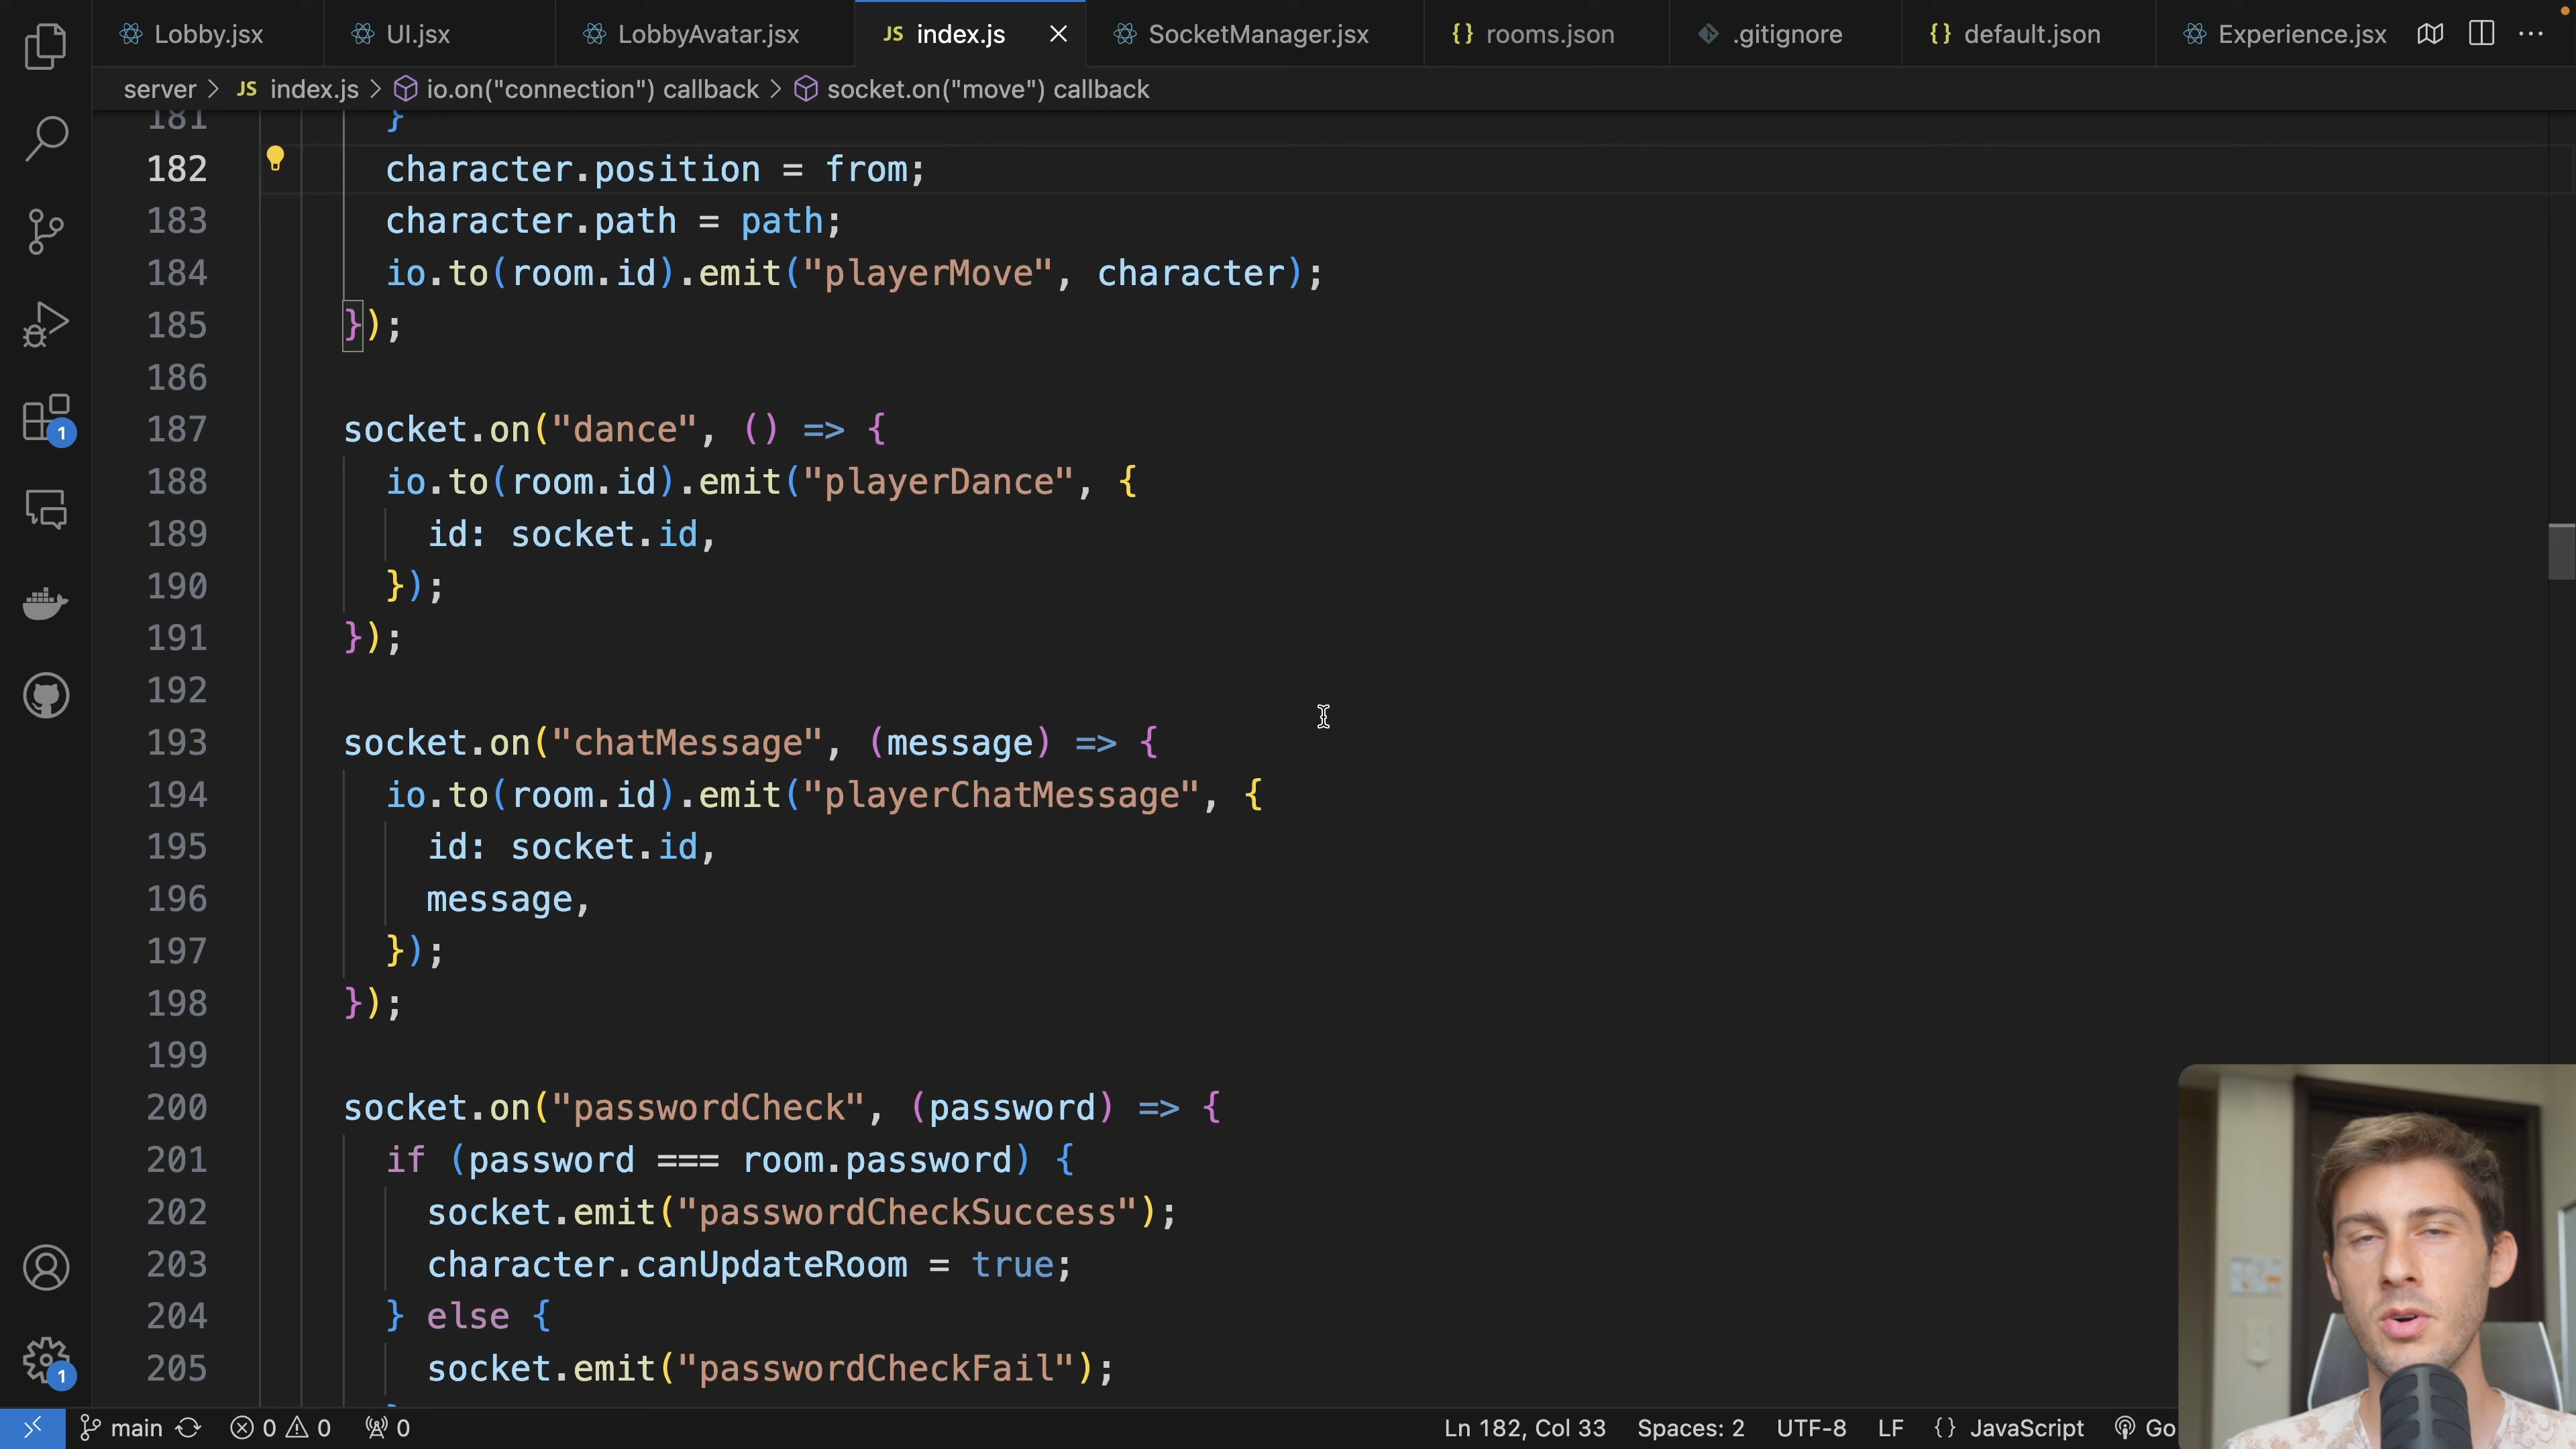 Lobby.jsx
UI.jsx
LobbyAvatar.jsx
JS index.js
SocketManager.jsx
{} rooms.json
.gitignore
{} default.json
Experience.jsx
server > JS index.js > io.on("connection") callback > socket.on("move") callback
181 }
182 character.position = from;
183 character.path = path;
184 io.to(room.id).emit("playerMove", character);
185 });
186
187 socket.on("dance", () => {
188 io.to(room.id).emit("playerDance", {
189 id: socket.id,
190 });
191 });
192
193 socket.on("chatMessage", (message) => {
194 io.to(room.id).emit("playerChatMessage", {
195 id: socket.id,
196 message,
197 });
198 });
199
200 socket.on("passwordCheck", (password) => {
201 if (password === room.password) {
202 socket.emit("passwordCheckSuccess");
203 character.canUpdateRoom = true;
204 } else {
205 socket.emit("passwordCheckFail");
1
1
main 0 0 0 Ln 182, Col 33 Spaces: 2 UTF-8 LF {} JavaScript Go